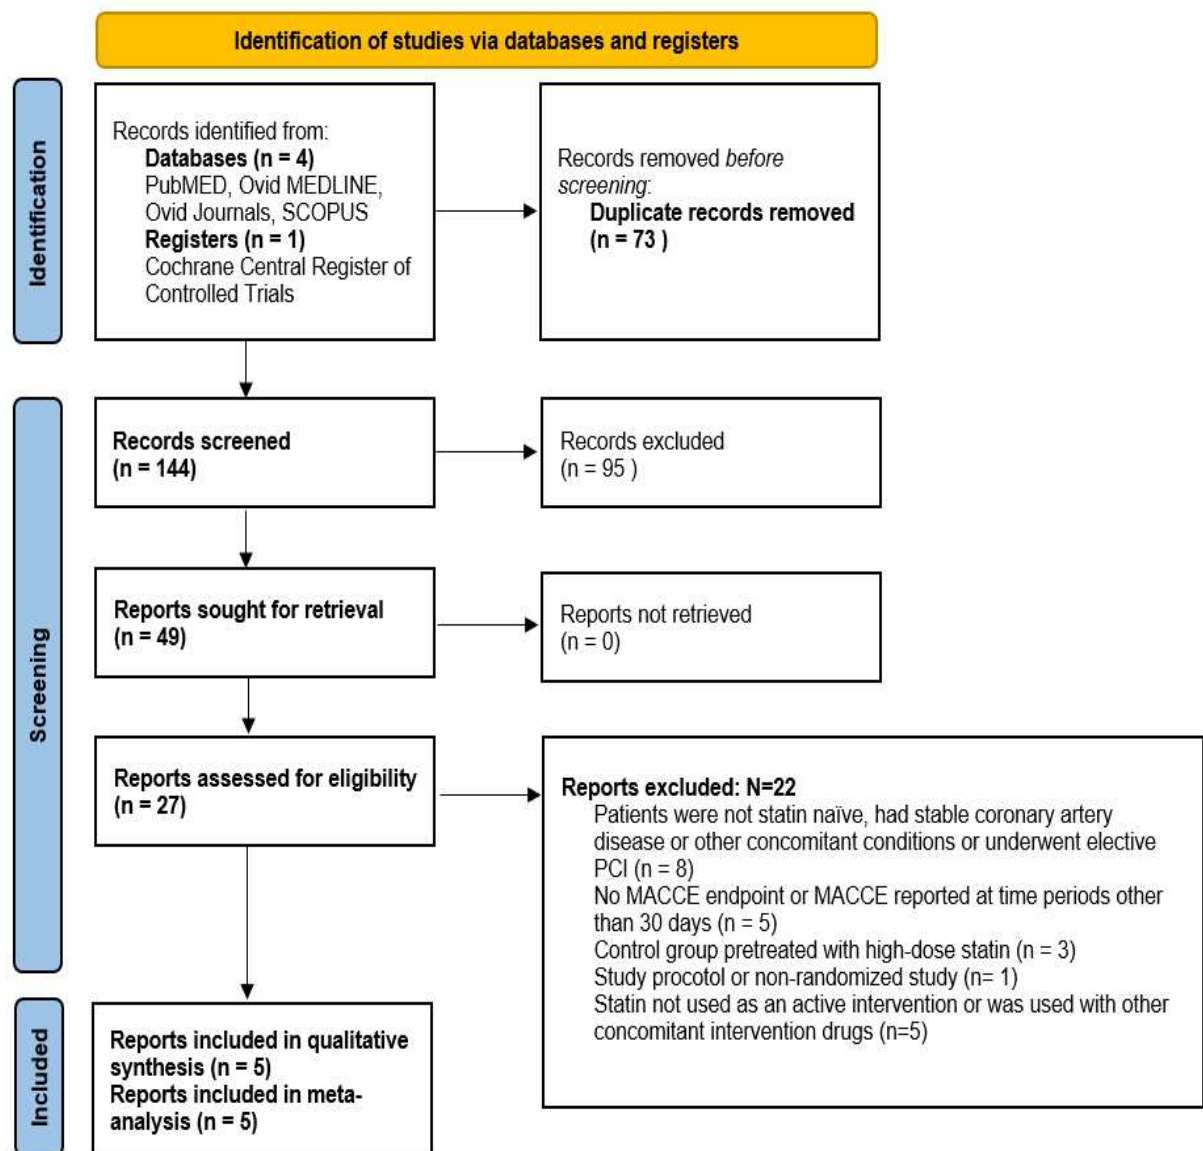 Identification of studies via databases and registers
Identification
Records identified from:
Databases (n = 4)
PubMED, Ovid MEDLINE,
Ovid Journals, SCOPUS
Registers (n = 1)
Cochrane Central Register of
Controlled Trials
Records removed before
screening:
Duplicate records removed
(n = 73 )
Screening
Records screened
(n = 144)
Records excluded
(n = 95 )
Reports sought for retrieval
(n = 49)
Reports not retrieved
(n = 0)
Reports assessed for eligibility
(n = 27)
Reports excluded: N=22
Patients were not statin naïve, had stable coronary artery
disease or other concomitant conditions or underwent elective
PCI (n = 8)
No MACCE endpoint or MACCE reported at time periods other
than 30 days (n = 5)
Control group pretreated with high-dose statin (n = 3)
Study procotol or non-randomized study (n= 1)
Statin not used as an active intervention or was used with other
concomitant intervention drugs (n=5)
Included
Reports included in qualitative
synthesis (n = 5)
Reports included in meta-
analysis (n = 5)